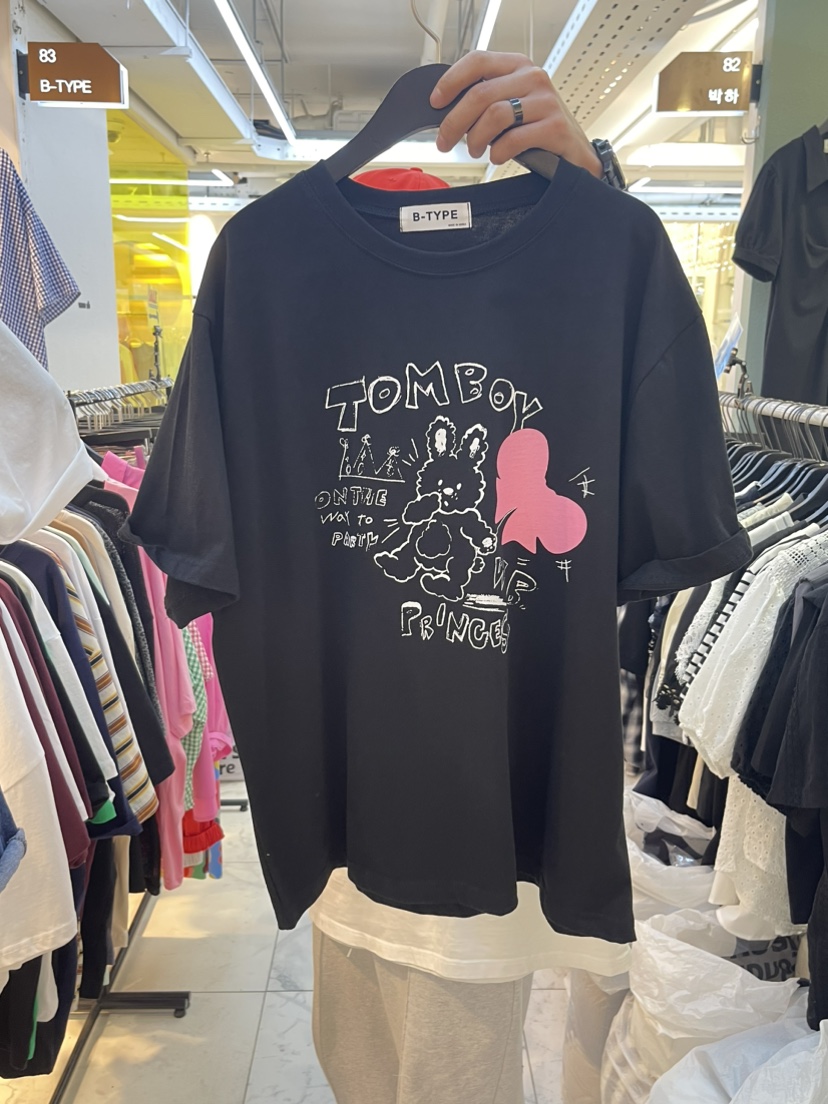 83
B-TYPE
82
박하
B-TYPE
TOMBOY
ON THE
WAY TO
PARTY
PRINCES